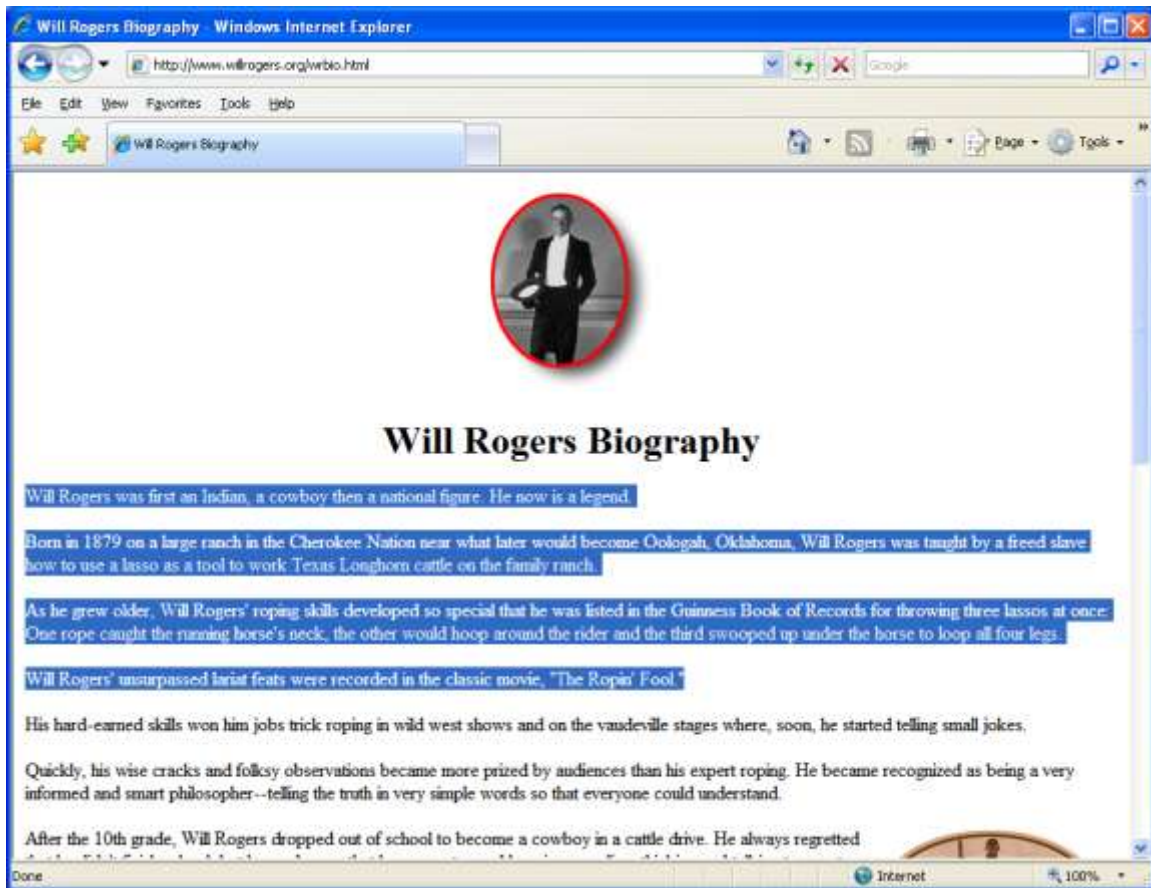 Will Rogers Biography - Windows Internet Explorer
http://www.willrogers.org/wrbio.html
Google
File Edit View Favorites Tools Help
Will Rogers Biography
Page
Tools
Will Rogers Biography
Will Rogers was first an Indian, a cowboy then a national figure. He now is a legend.
Born in 1879 on a large ranch in the Cherokee Nation near what later would become Oologah, Oklahoma, Will Rogers was taught by a freed slave
how to use a lasso as a tool to work Texas Longhorn cattle on the family ranch.
As he grew older, Will Rogers' roping skills developed so special that he was listed in the Guinness Book of Records for throwing three lassos at once:
One rope caught the running horse's neck, the other would hoop around the rider and the third swooped up under the horse to loop all four legs.
Will Rogers' unsurpassed lariat feats were recorded in the classic movie, "The Ropin' Fool."
His hard-earned skills won him jobs trick roping in wild west shows and on the vaudeville stages where, soon, he started telling small jokes.
Quickly, his wise cracks and folksy observations became more prized by audiences than his expert roping. He became recognized as being a very
informed and smart philosopher--telling the truth in very simple words so that everyone could understand.
After the 10th grade, Will Rogers dropped out of school to become a cowboy in a cattle drive. He always regretted
Done
Internet
100%